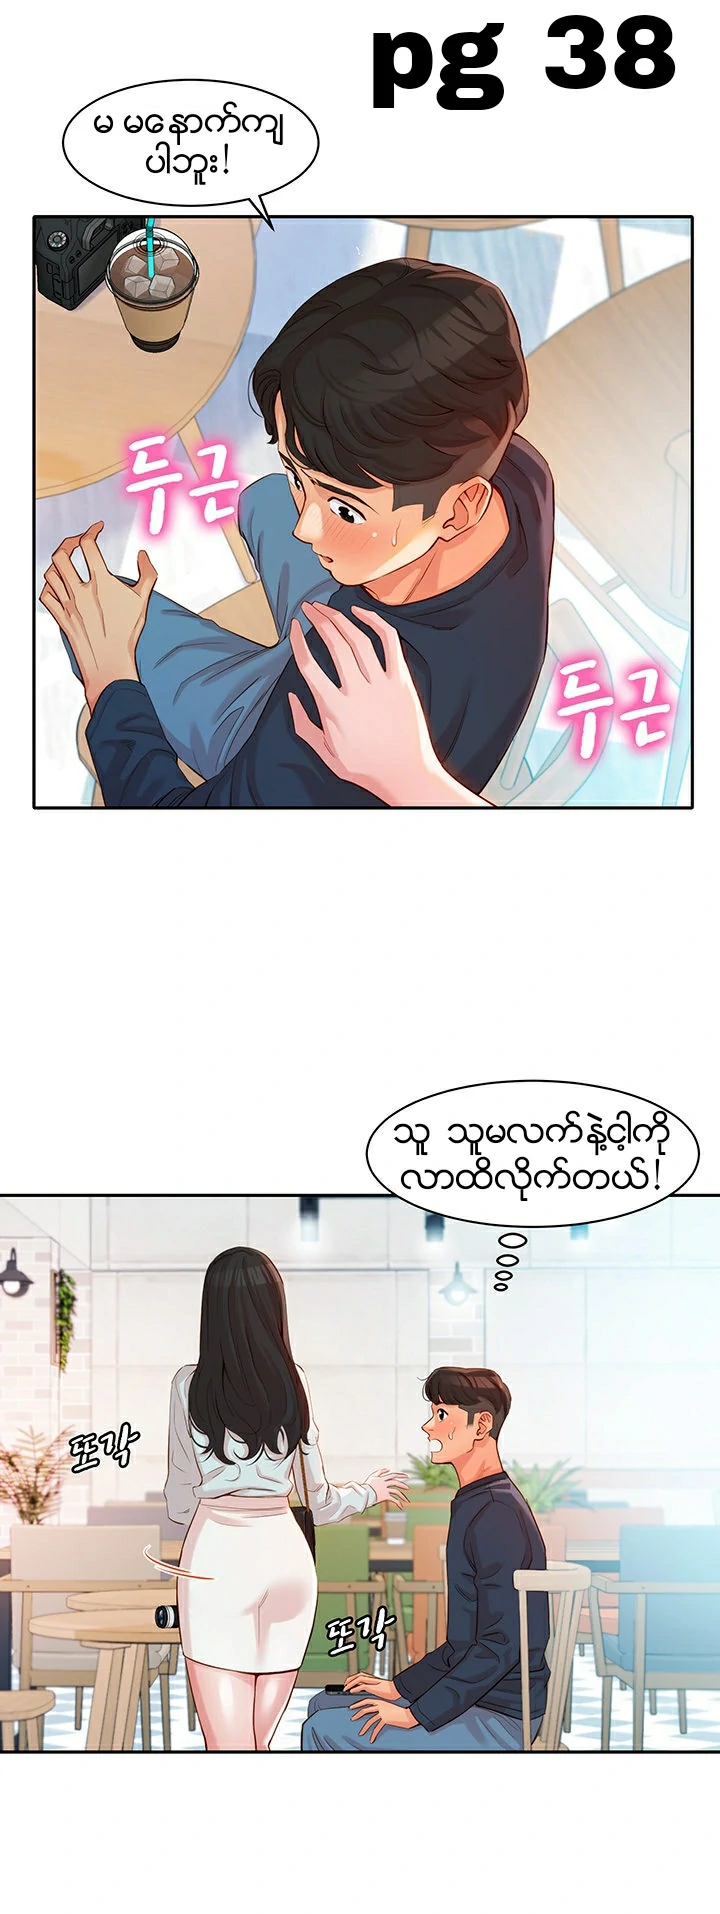 pg 38
မ မနောက်ကျ
ပါဘူး!
두근
두근
သူ သူမလက်နဲ့ငါ့ကို
လာထိလိုက်တယ်!
또각
또각